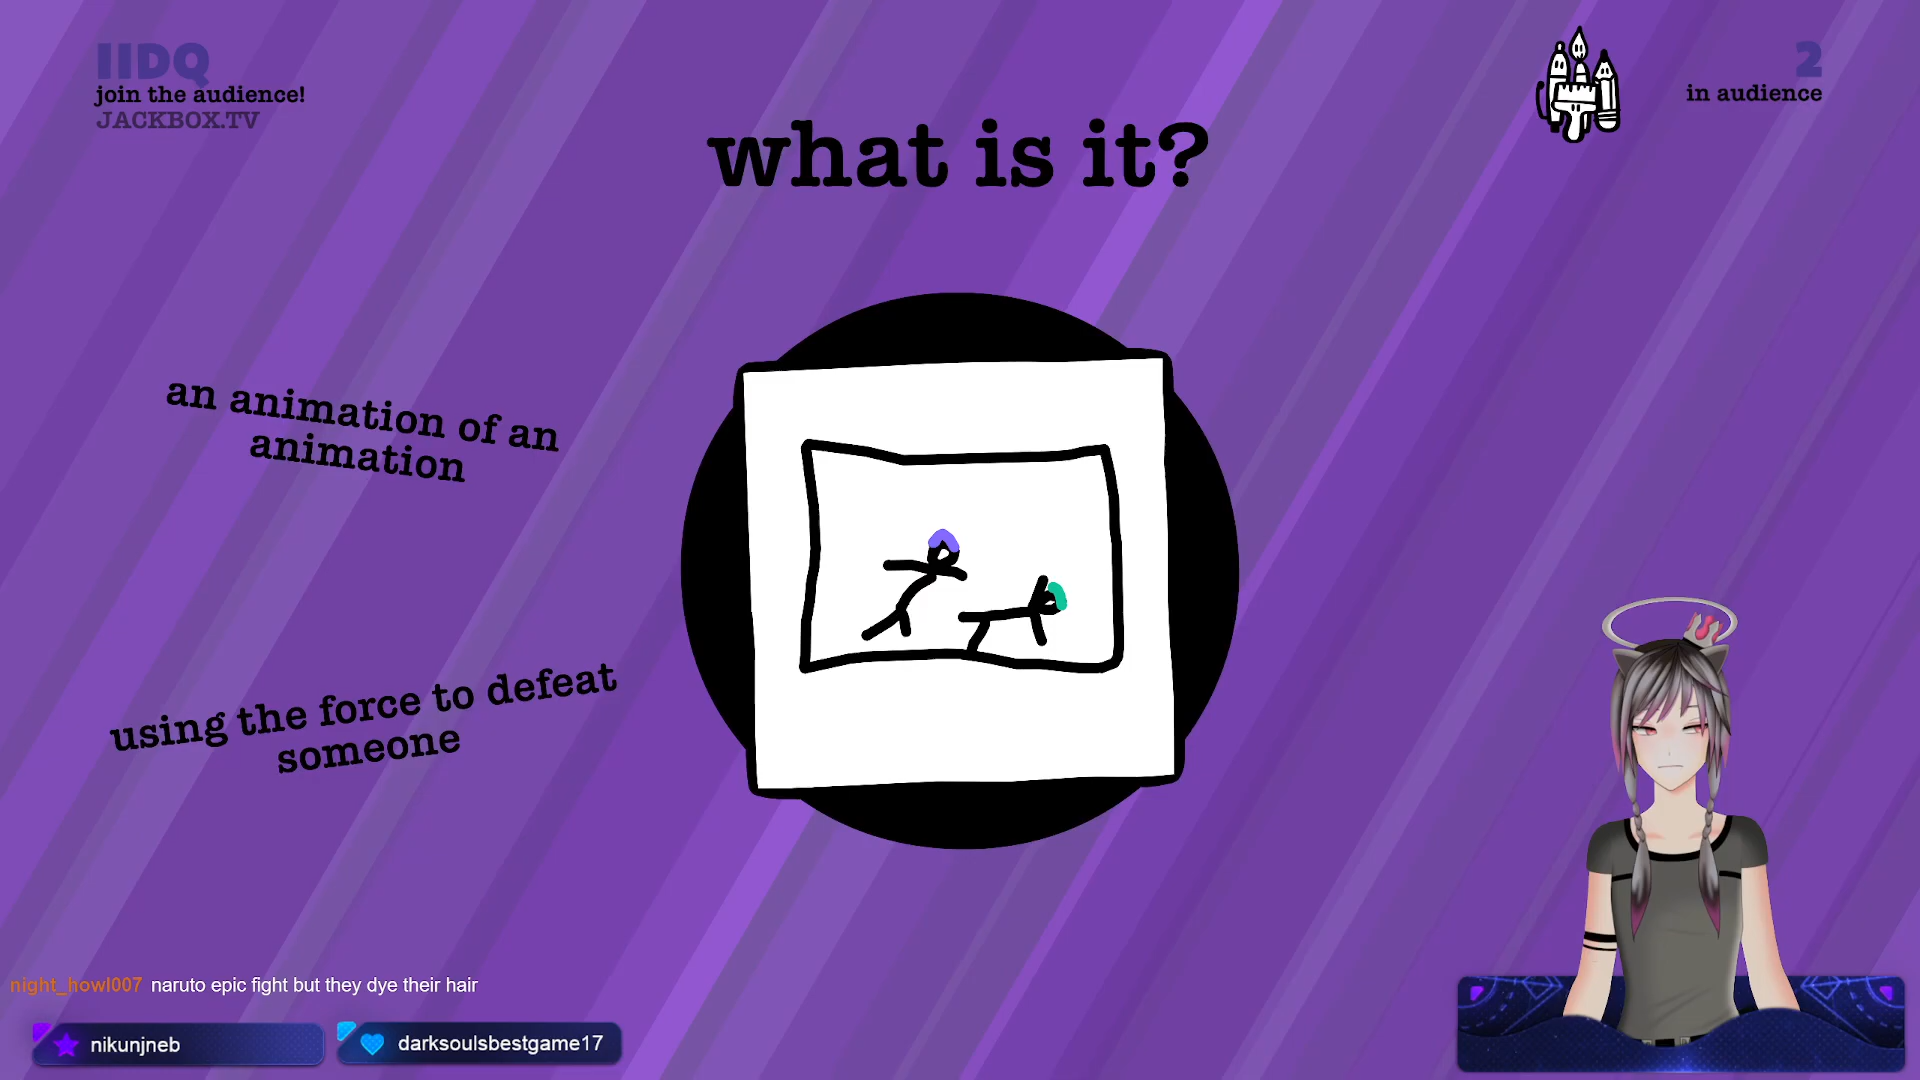 IIDQ
join the audience!
JACKBOX.TV
2
in audience
what is it?
an animation of an
animation
using the force to defeat
someone
night_howl007 naruto epic fight but they dye their hair
nikunjneb
darksoulsbestgame17